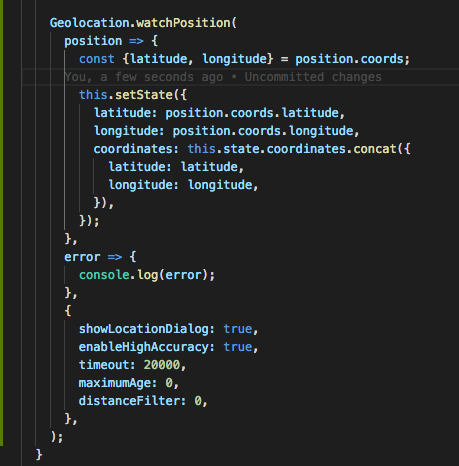 Geolocation.watchPosition(
position => {
const {latitude, longitude} = position.coords;
You, a few seconds ago • Uncommitted changes
this.setState({
latitude: position.coords.latitude,
longitude: position.coords.longitude,
coordinates: this.state.coordinates.concat({
latitude: latitude,
longitude: longitude,
}),
});
},
error => {
console.log(error);
},
{
showLocationDialog: true,
enableHighAccuracy: true,
timeout: 20000,
maximumAge: 0,
distanceFilter: 0,
},
);
}